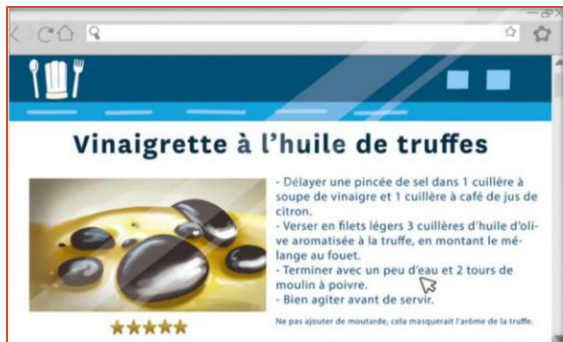 Vinaigrette à l'huile de truffes
- Délayer une pincée de sel dans 1 cuillère à
soupe de vinaigre et 1 cuillère à café de jus de
citron.
- Verser en filets légers 3 cuillères d'huile d'oli-
ve aromatisée à la truffe, en montant le mé-
lange au fouet.
- Terminer avec un peu d'eau et 2 tours de
moulin à poivre.
- Bien agiter avant de servir.
Ne pas ajouter de moutarde, cela masquerait l'arôme de la truffe.